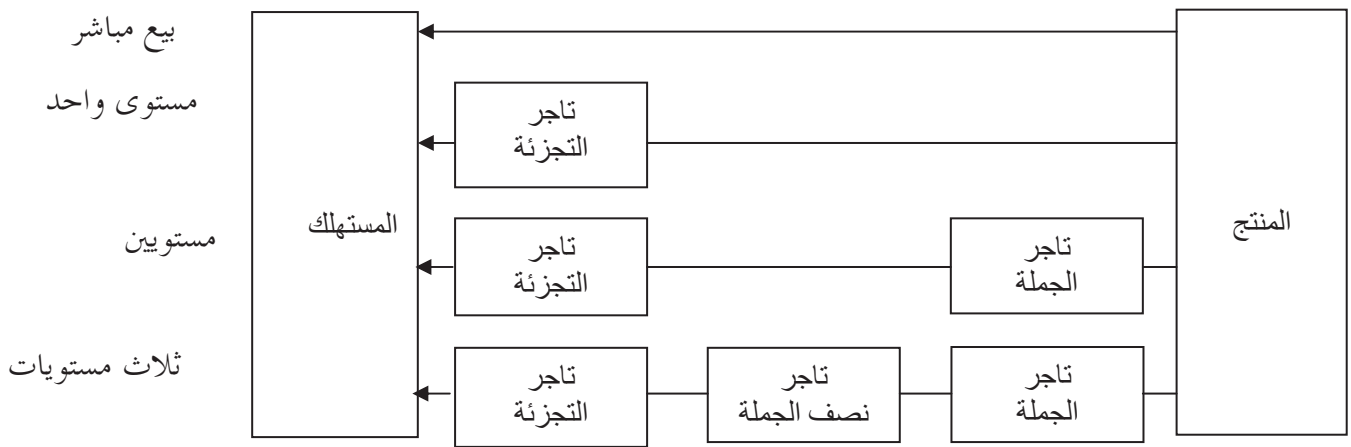 بيع مباشر
مستوى واحد
تاجر
التجزئة
المنتج
المستهلك
مستويين
تاجر
الجملة
تاجر
التجزئة
ثلاث مستويات
تاجر
الجملة
تاجر
نصف الجملة
تاجر
التجزئة